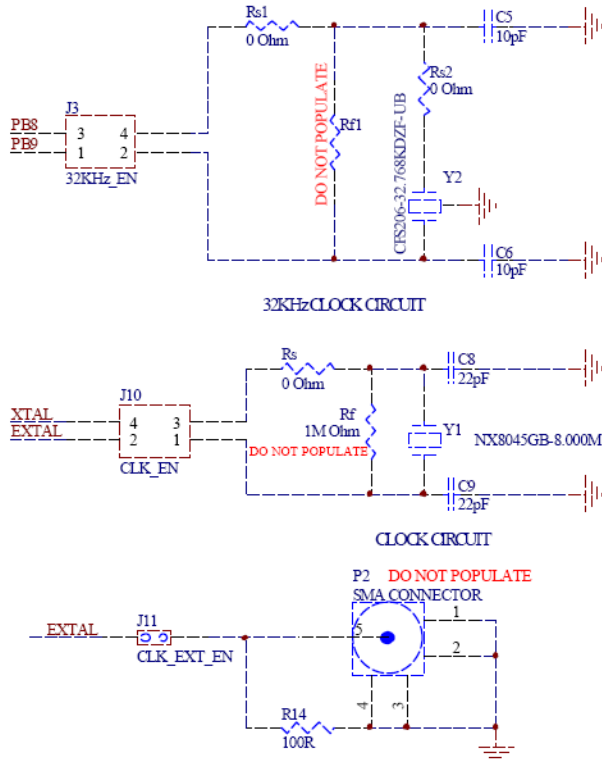 Rs1
0 Ohm
C5
10pF
DO NOT POPULATE
Rf1
Rs2
0 Ohm
CFS206-32.768KDZF-UB
Y2
J3
PB8
3 4
PB9
1 2
32KHz_EN
C6
10pF
32KHz CLOCK CIRCUIT
Rs
0 Ohm
C8
22pF
J10
XTAL
4 3
EXTAL
2 1
CLK_EN
Rf
1M Ohm
DO NOT POPULATE
Y1
NX8045GB-8.000M
C9
22pF
CLOCK CIRCUIT
P2 DO NOT POPULATE
SMA CONNECTOR
J11
EXTAL
CLK_EXT_EN
5
1
2
4
3
R14
100R